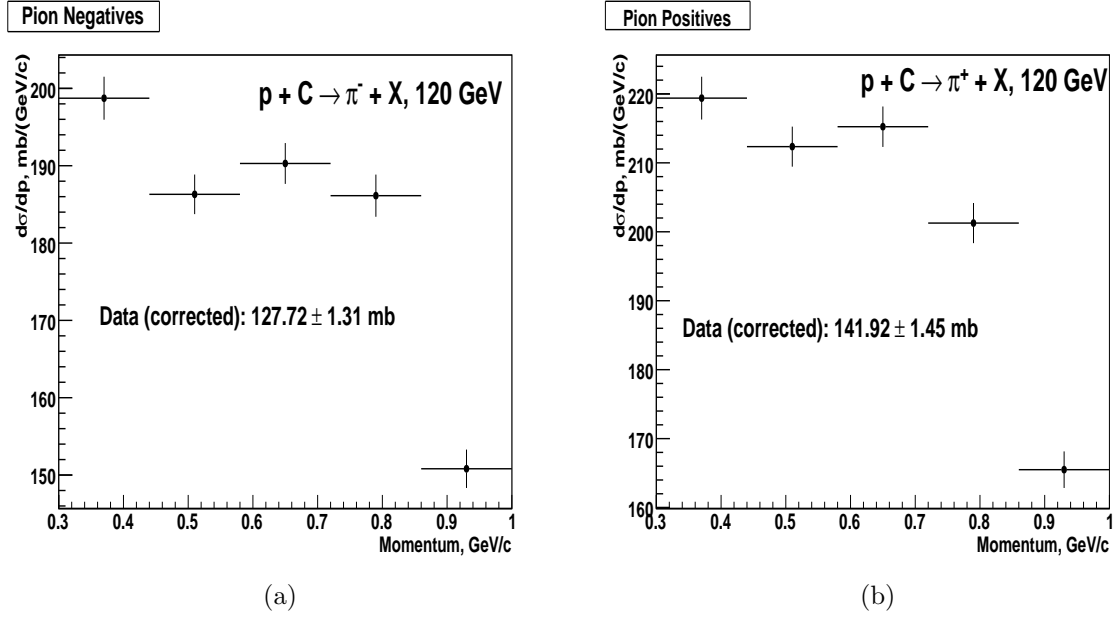 Pion Negatives
p + C → π⁻ + X, 120 GeV
dσ/dp, mb/(GeV/c)
200
190
180
170
160
150
Data (corrected): 127.72 ± 1.31 mb
0.3 0.4 0.5 0.6 0.7 0.8 0.9 1
Momentum, GeV/c
(a)
Pion Positives
p + C → π⁺ + X, 120 GeV
dσ/dp, mb/(GeV/c)
220
210
200
190
180
170
160
Data (corrected): 141.92 ± 1.45 mb
0.3 0.4 0.5 0.6 0.7 0.8 0.9 1
Momentum, GeV/c
(b)